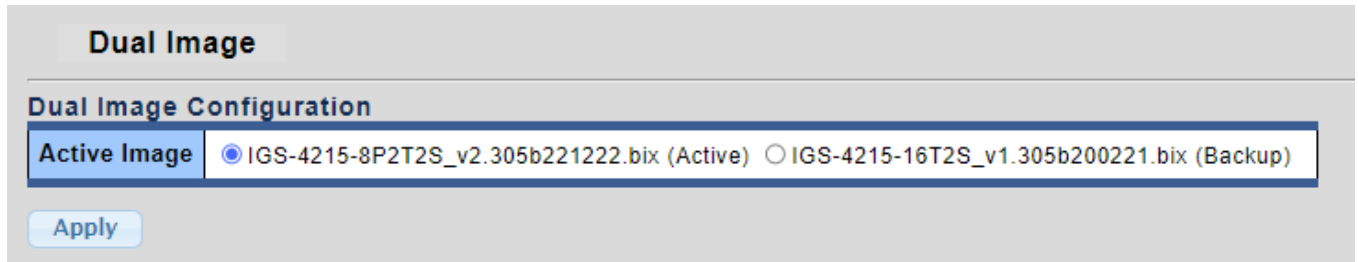 Dual Image
Dual Image Configuration
Active Image IGS-4215-8P2T2S_v2.305b221222.bix (Active) IGS-4215-16T2S_v1.305b200221.bix (Backup)
Apply